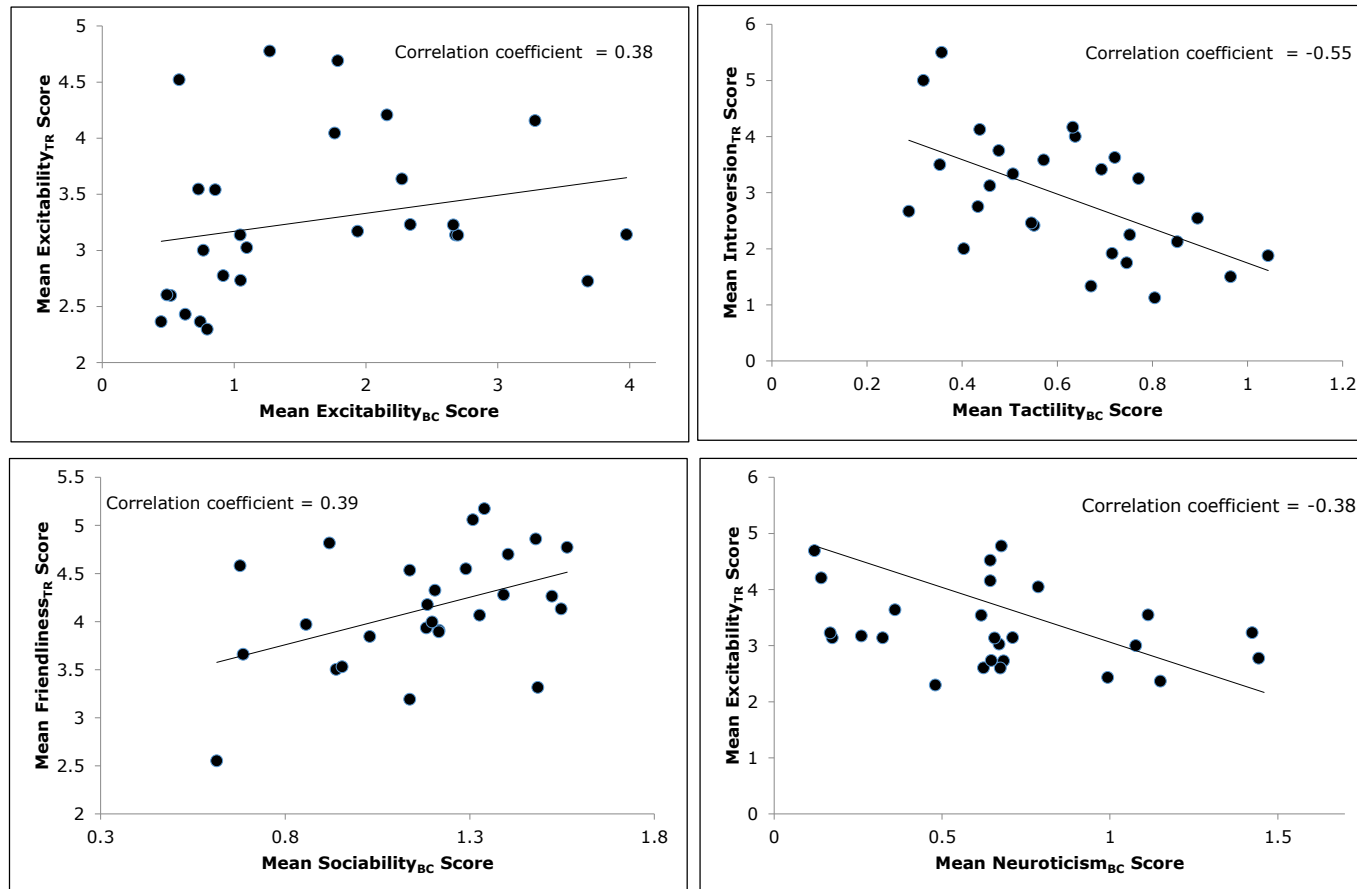 Correlation coefficient = 0.38
Mean Excitability_TR Score
5
4.5
4
3.5
3
2.5
2
0 1 2 3 4
Mean Excitability_BC Score
Correlation coefficient = -0.55
Mean Introversion_TR Score
6
5
4
3
2
1
0
0 0.2 0.4 0.6 0.8 1 1.2
Mean Tactility_BC Score
Correlation coefficient = 0.39
Mean Friendliness_TR Score
5.5
5
4.5
4
3.5
3
2.5
2
0.3 0.8 1.3 1.8
Mean Sociability_BC Score
Correlation coefficient = -0.38
Mean Excitability_TR Score
6
5
4
3
2
1
0
0 0.5 1 1.5
Mean Neuroticism_BC Score